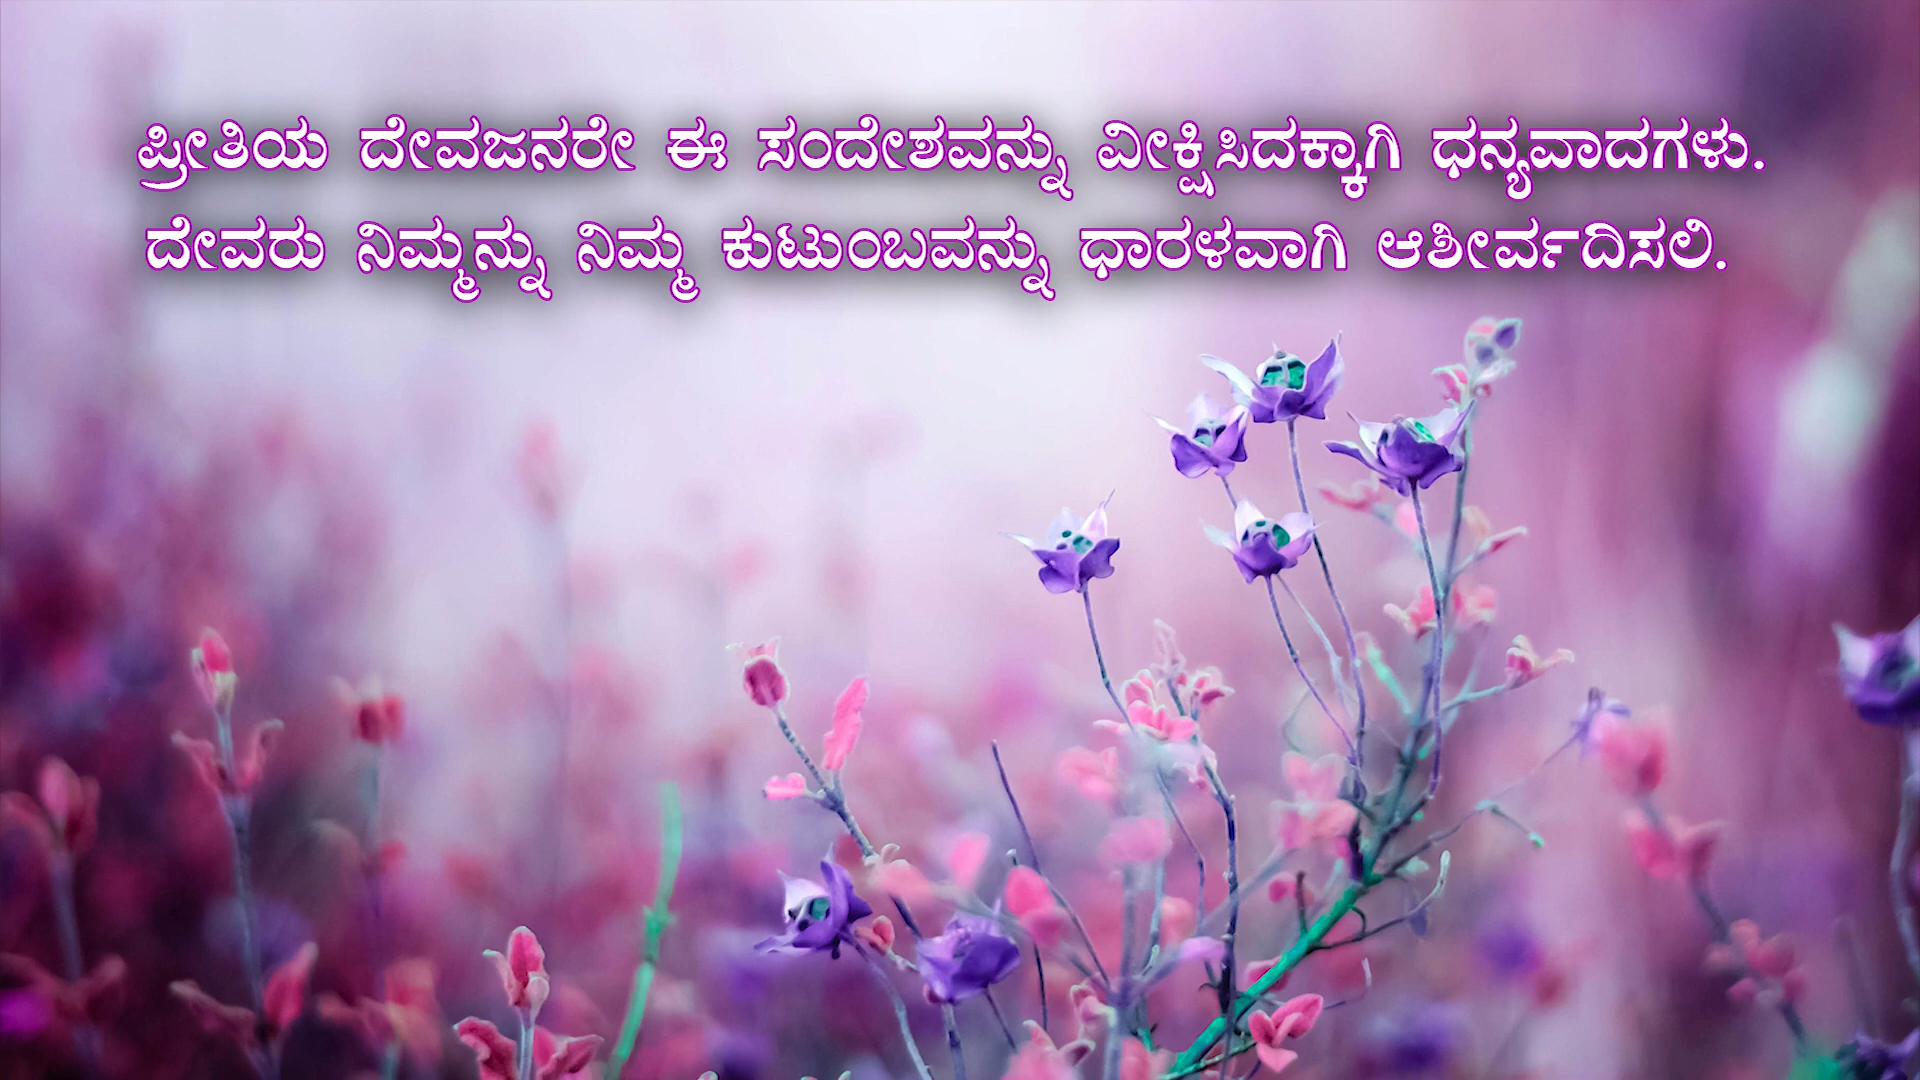 ಪ್ರೀತಿಯ ದೇವಜನರೇ ಈ ಸಂದೇಶವನ್ನು ವೀಕ್ಷಿಸಿದಕ್ಕಾಗಿ ಧನ್ಯವಾದಗಳು.
ದೇವರು ನಿಮ್ಮನ್ನು ನಿಮ್ಮ ಕುಟುಂಬವನ್ನು ಧಾರಳವಾಗಿ ಆಶೀರ್ವದಿಸಲಿ.